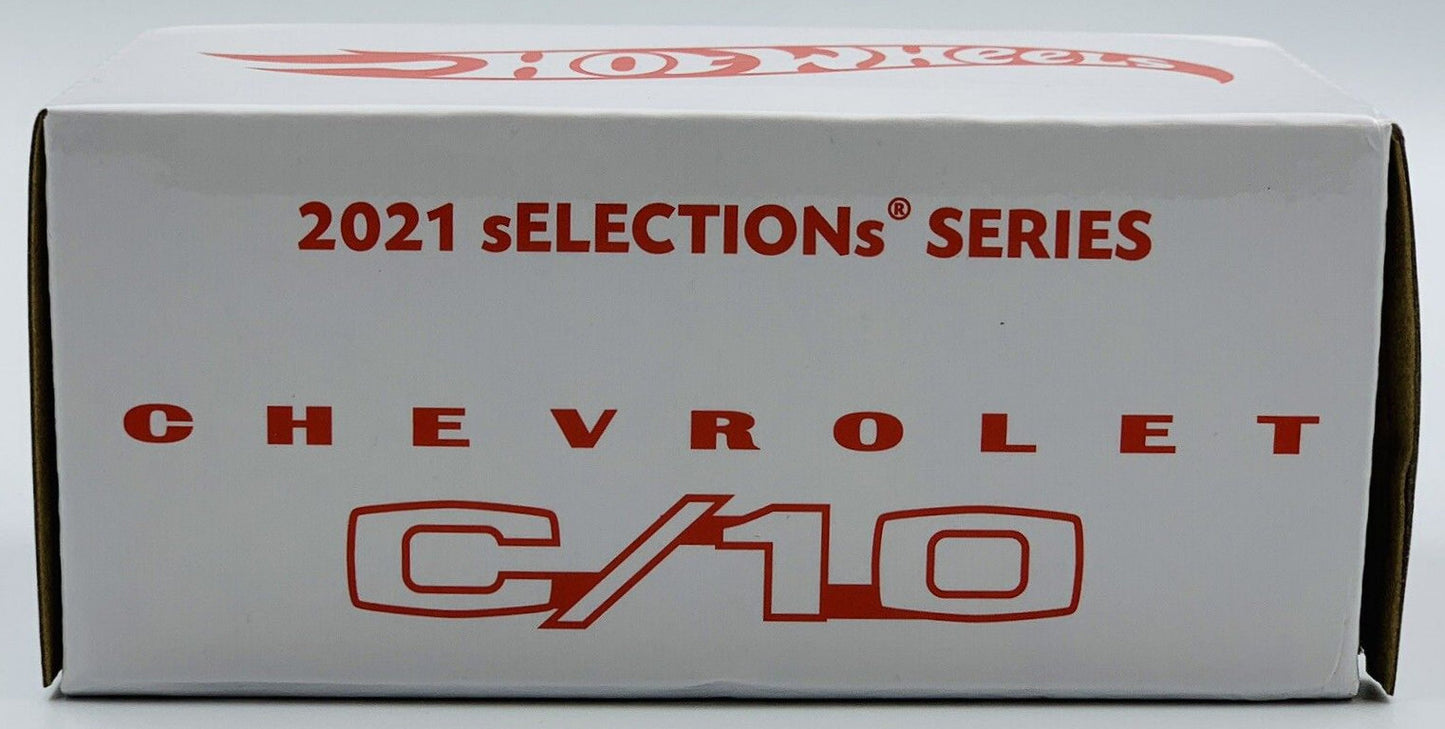 HOT WHeeLs
2021 sELECTIONs® SERIES
CHEVROLET
C/10